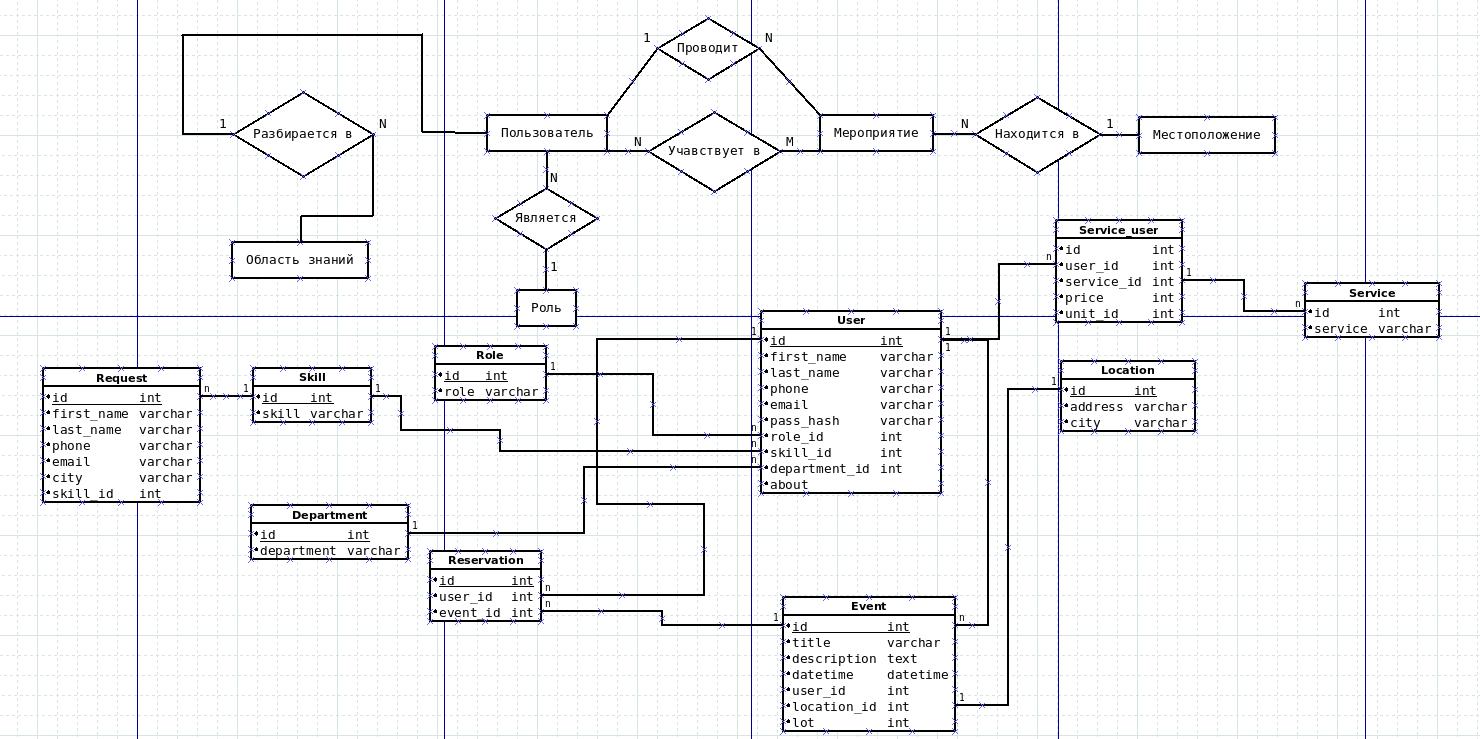 Проводит
1
N
Разбирается в
1
N
Пользователь
Учавствует в
N
M
Мероприятие
Находится в
N
1
Местоположение
Является
N
1
Область знаний
Роль
Service_user
id int
user_id int
service_id int
price int
unit_id int
n
1
Service
id int
service varchar
n
User
id int
first_name varchar
last_name varchar
phone varchar
email varchar
pass_hash varchar
role_id int
skill_id int
department_id int
about
1
1
1
n
n
n
Role
id int
role varchar
1
Request
id int
first_name varchar
last_name varchar
phone varchar
email varchar
city varchar
skill_id int
n
Skill
id int
skill varchar
1
1
Location
id int
address varchar
city varchar
1
Department
id int
department varchar
1
Reservation
id int
user_id int
event_id int
n
n
Event
id int
title varchar
description text
datetime datetime
user_id int
location_id int
lot int
1
n
1